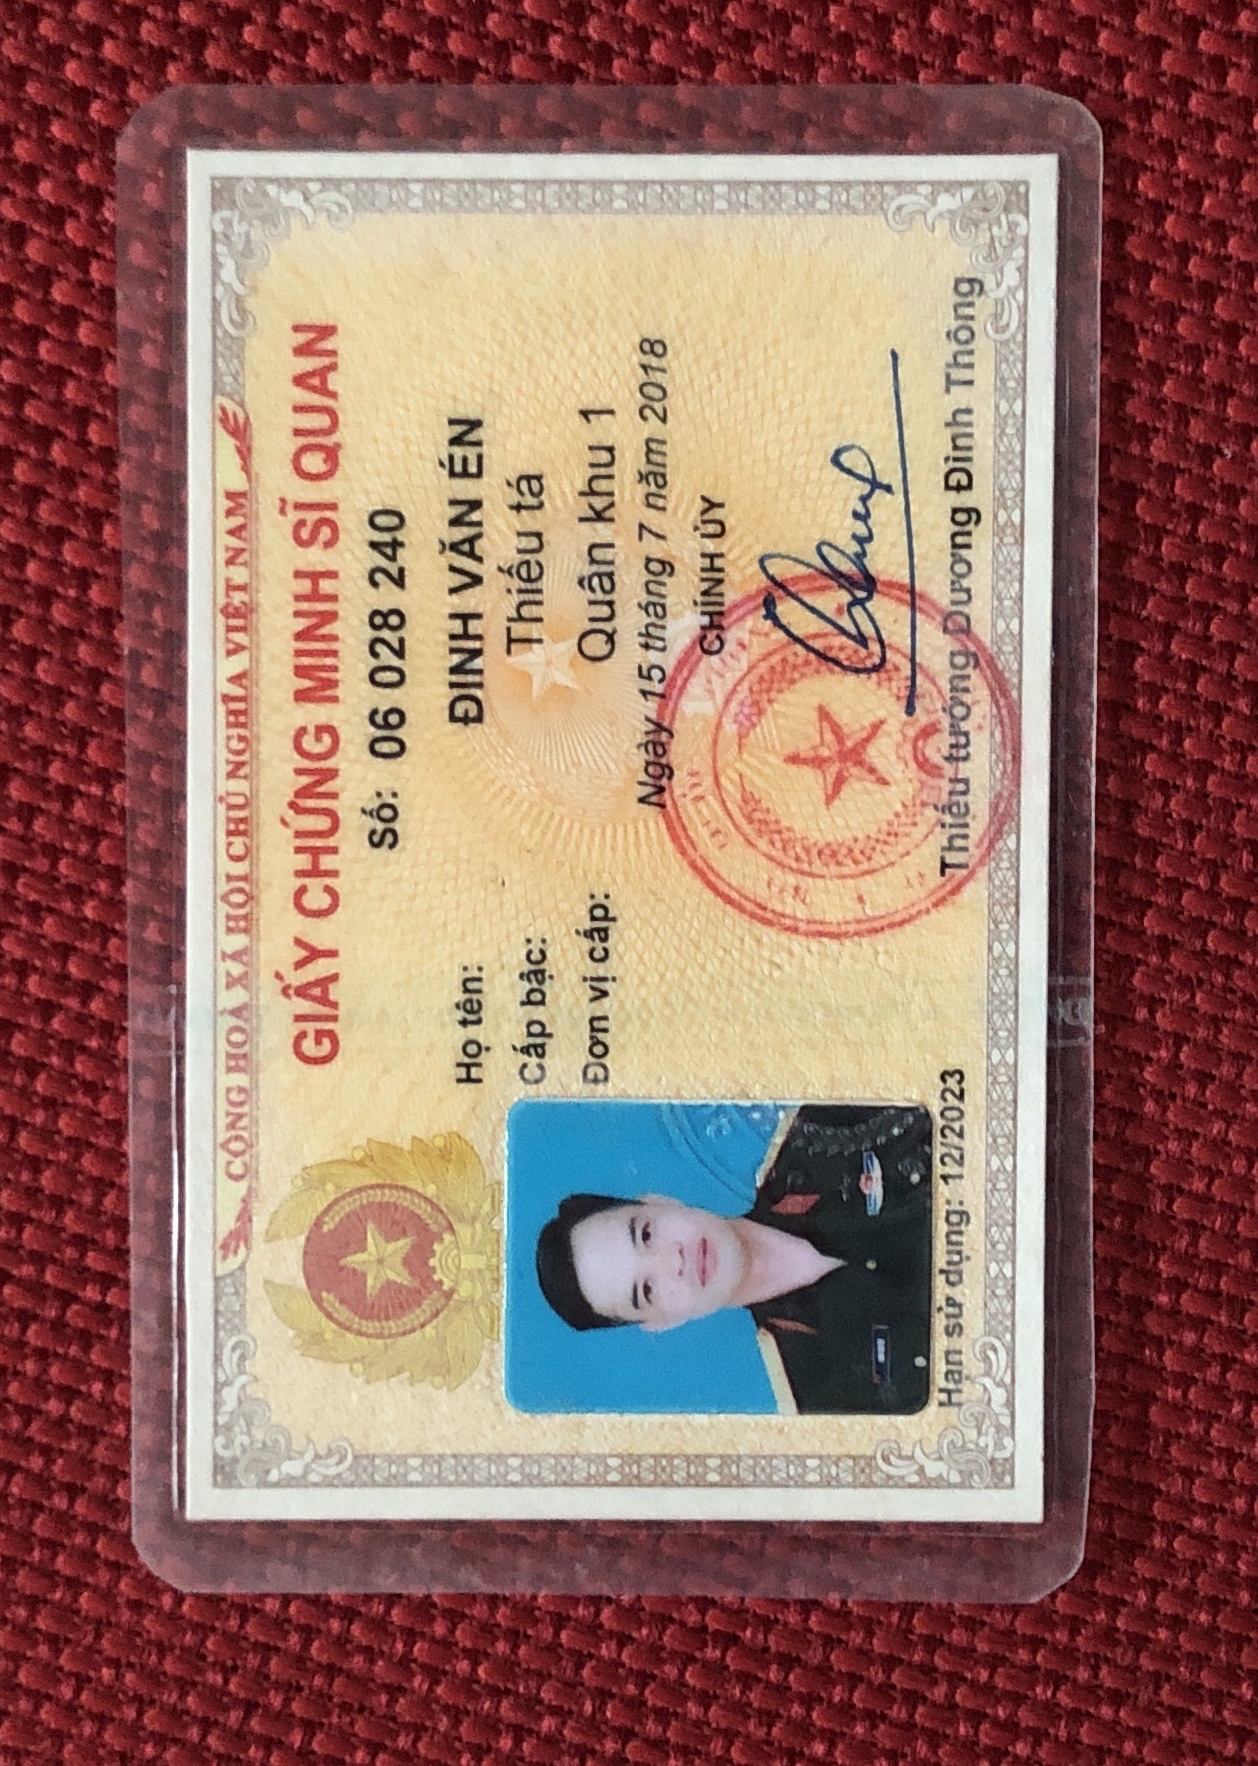 CỘNG HOÀ XÃ HỘI CHỦ NGHĨA VIỆT NAM
GIẤY CHỨNG MINH SĨ QUAN
Số: 06 028 240
Họ tên: ĐINH VĂN ÉN
Cấp bậc: Thiếu tá
Đơn vị cấp: Quân khu 1
Ngày 15 tháng 7 năm 2018
CHÍNH ỦY
Hạn sử dụng: 12/2023
Thiếu tướng Dương Đình Thông